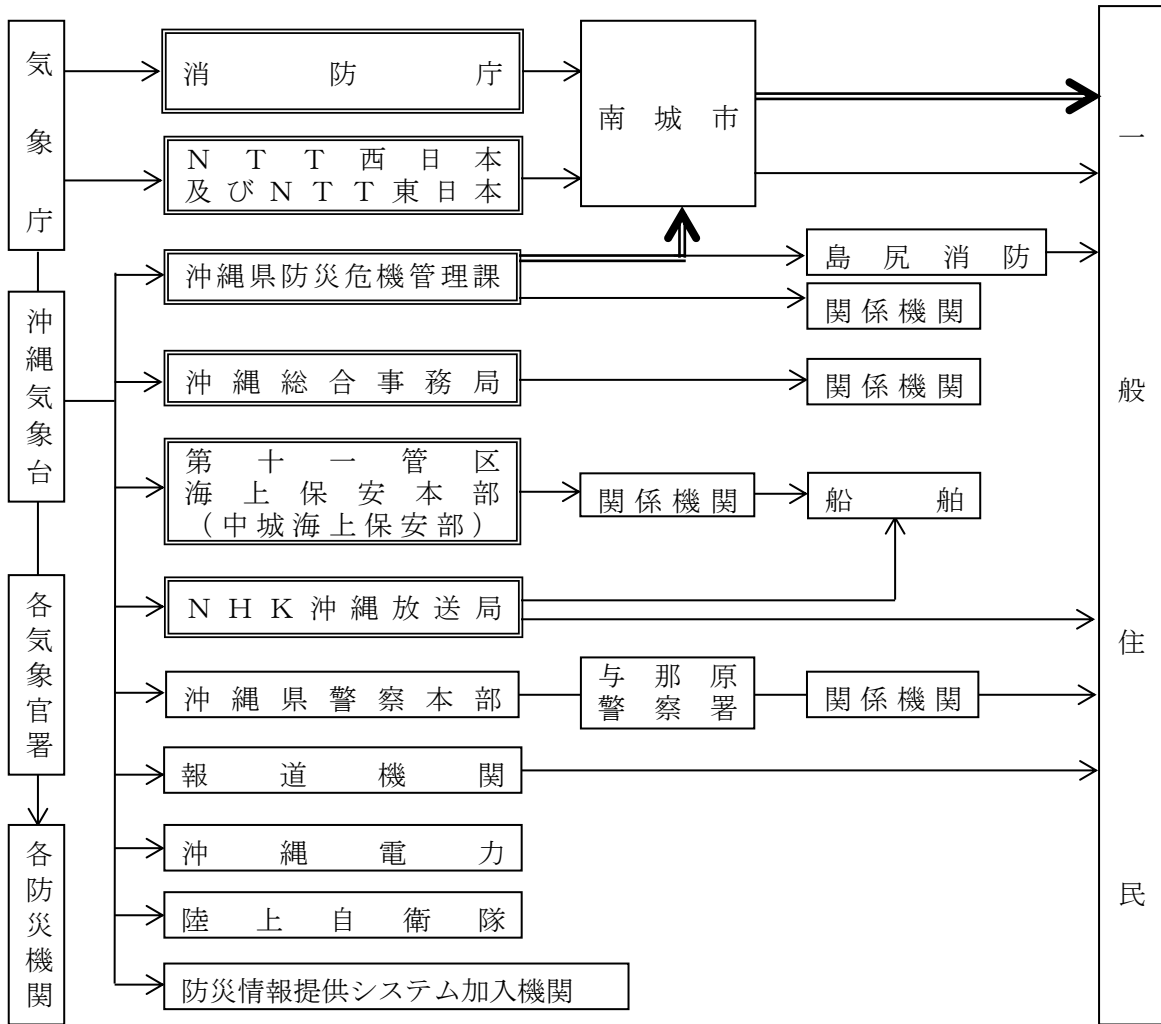 気象庁
消防庁
南城市
一般住民
ＮＴＴ西日本
及びＮＴＴ東日本
沖縄県防災危機管理課
島尻消防
関係機関
沖縄気象台
沖縄総合事務局
関係機関
第十一管区
海上保安本部
（中城海上保安部）
関係機関
船舶
各気象官署
ＮＨＫ沖縄放送局
沖縄県警察本部
与那原
警察署
関係機関
報道機関
各防災機関
沖縄電力
陸上自衛隊
防災情報提供システム加入機関